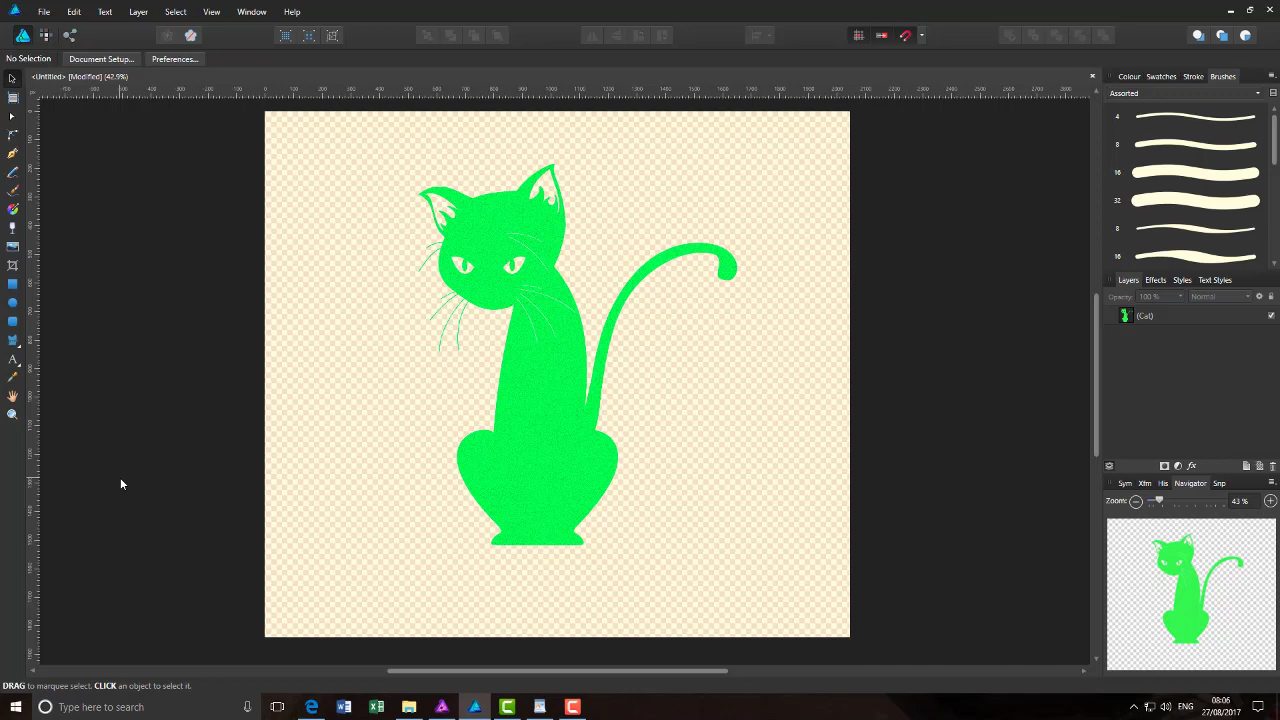 File Edit Text Layer Select View Window Help
No Selection Document Setup... Preferences...
<Untitled> [Modified] (42.9%)
Colour Swatches Stroke Brushes
Assorted
4
8
16
32
8
16
Layers Effects Styles Text Styles
Opacity: 100 % Normal
(Cat)
Sym Xfm His Navigator Snp
Zoom: 43 %
DRAG to marquee select. CLICK an object to select it.
Type here to search
ENG
08:06
27/08/2017